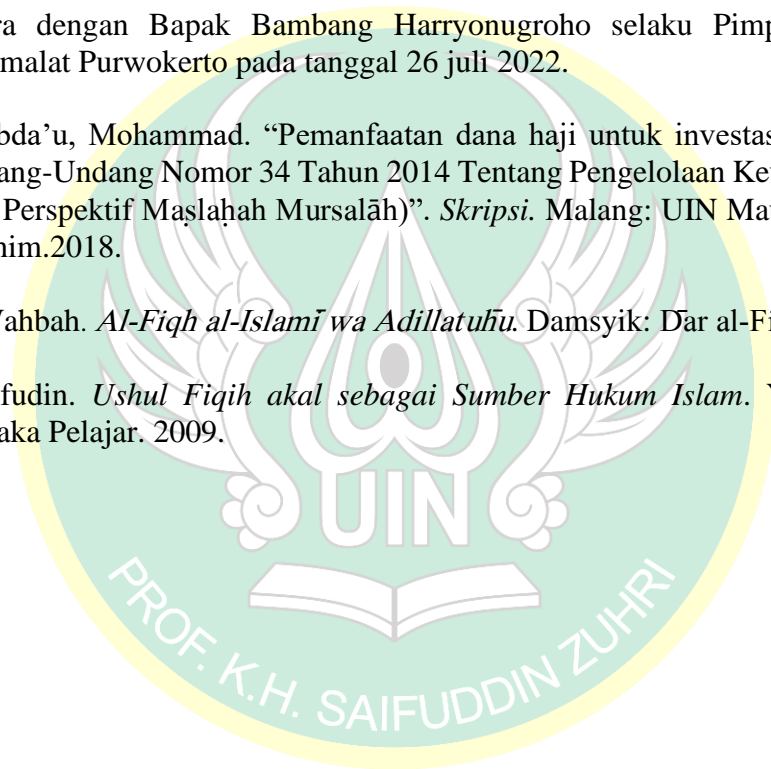 ra dengan Bapak Bambang Harryonugroho selaku Pimp
malat Purwokerto pada tanggal 26 juli 2022.
bda’u, Mohammad. “Pemanfaatan dana haji untuk investas
ang-Undang Nomor 34 Tahun 2014 Tentang Pengelolaan Ke
Perspektif Maṣlaḥah Mursalāh)”. Skripsi. Malang: UIN Mau
him.2018.
Vahbah. Al-Fiqh al-Islamī wa Adillatuhū. Damsyik: Dār al-Fi
fudin. Ushul Fiqih akal sebagai Sumber Hukum Islam. Y
aka Pelajar. 2009.
UIN
PROF. K.H. SAIFUDDIN ZUHRI